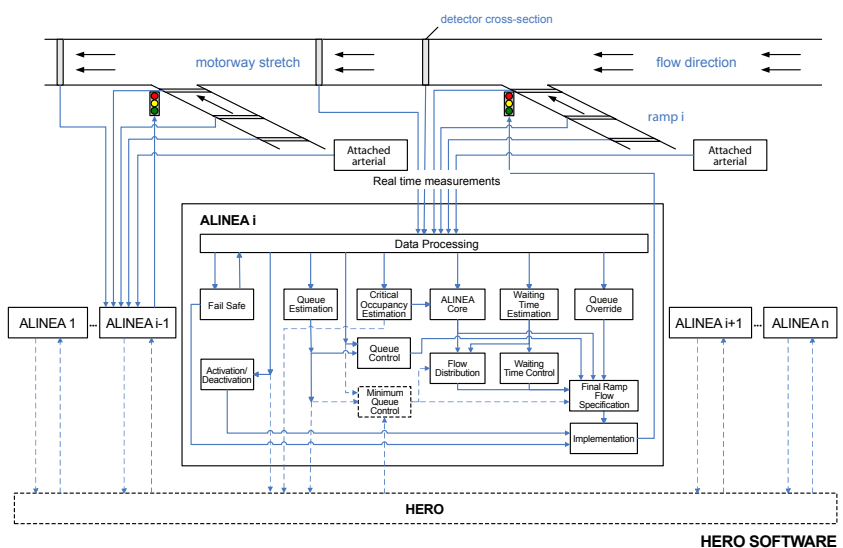 detector cross-section
motorway stretch
flow direction
ramp i
Attached
arterial
Attached
arterial
Real time measurements
ALINEA i
Data Processing
Fail Safe
Queue
Estimation
Critical
Occupancy
Estimation
ALINEA
Core
Waiting
Time
Estimation
Queue
Override
ALINEA 1
...
ALINEA i-1
ALINEA i+1
...
ALINEA n
Queue
Control
Activation/
Deactivation
Flow
Distribution
Waiting
Time Control
Minimum
Queue
Control
Final Ramp
Flow
Specification
Implementation
HERO
HERO SOFTWARE